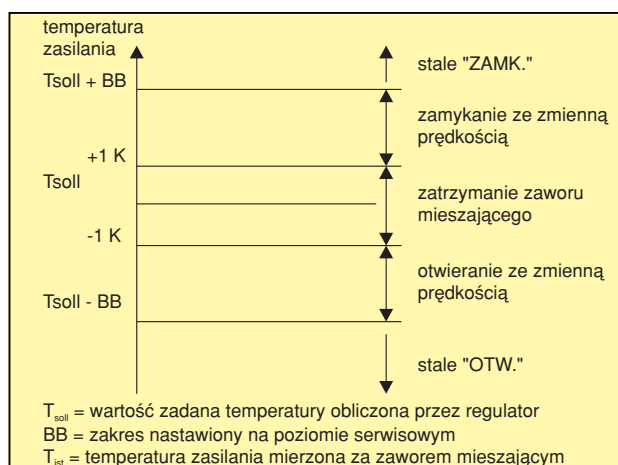 temperatura
zasilania
stale "ZAMK."
Tsoll + BB
zamykanie ze zmienną
prędkością
+1 K
Tsoll
zatrzymanie zaworu
mieszającego
-1 K
otwieranie ze zmienną
prędkością
Tsoll - BB
stale "OTW."
Tsoll = wartość zadana temperatury obliczona przez regulator
BB = zakres nastawiony na poziomie serwisowym
Tist = temperatura zasilania mierzona za zaworem mieszającym